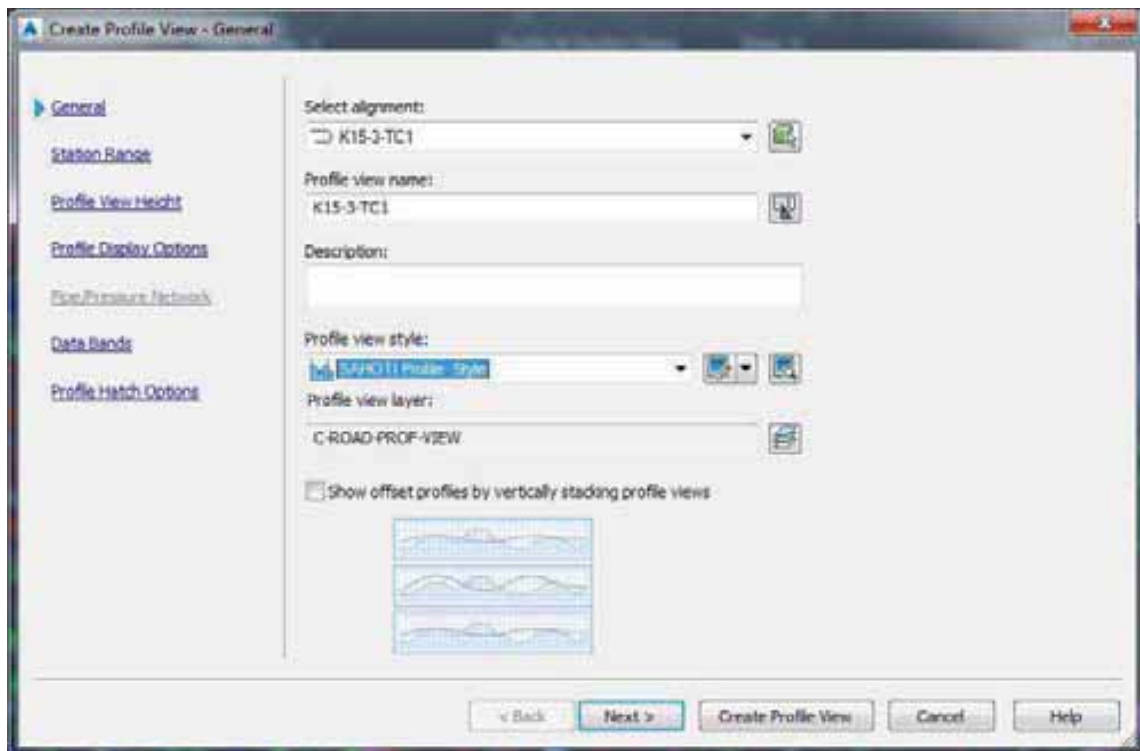 Create Profile View - General
General
Station Range
Profile View Height
Profile Display Options
Pipe/Pressure Network
Data Bands
Profile Hatch Options
Select alignment:
K15-3-TC1
Profile view name:
K15-3-TC1
Description:
Profile view style:
Profile Style
Profile view layer:
C-ROAD-PROF-VIEW
Show offset profiles by vertically stacking profile views
< Back
Next >
Create Profile View
Cancel
Help